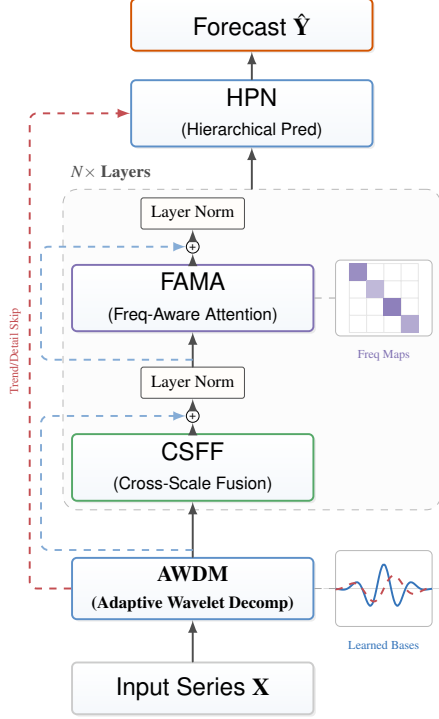 Forecast Ŷ
HPN
(Hierarchical Pred)
N× Layers
Layer Norm
+
FAMA
(Freq-Aware Attention)
Freq Maps
Trend/Detail Skip
Layer Norm
+
CSFF
(Cross-Scale Fusion)
AWDM
(Adaptive Wavelet Decomp)
Learned Bases
Input Series X